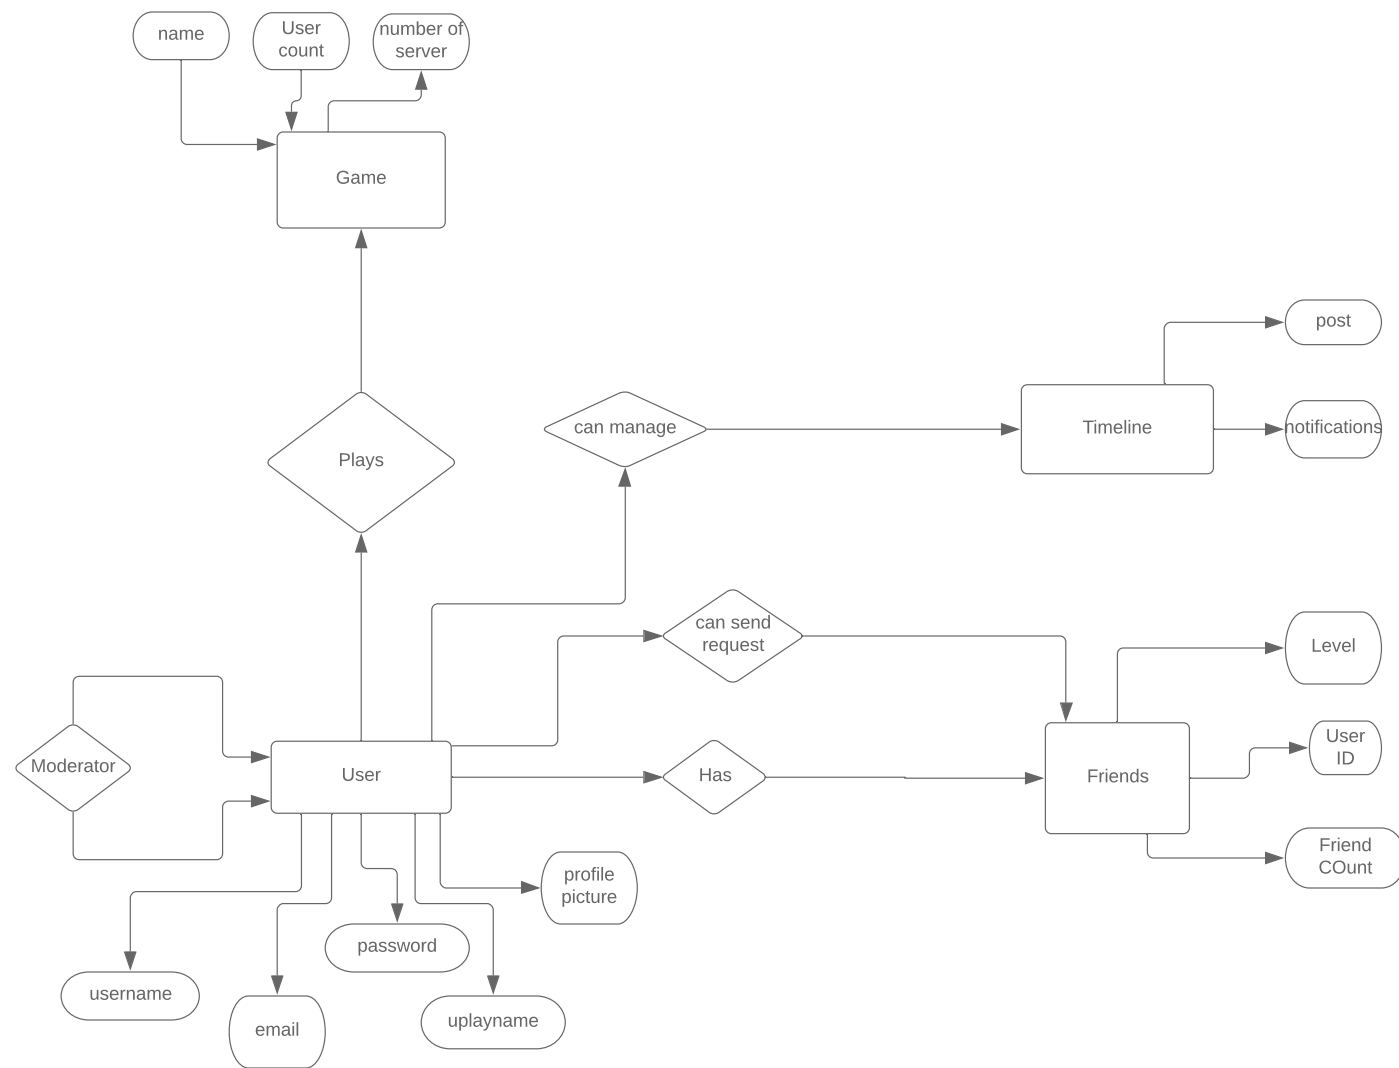 name
User
count
number of
server
Game
post
can manage
Timeline
notifications
Plays
can send
request
Level
Moderator
User
Has
Friends
User
ID
Friend
COunt
profile
picture
password
username
email
uplayname